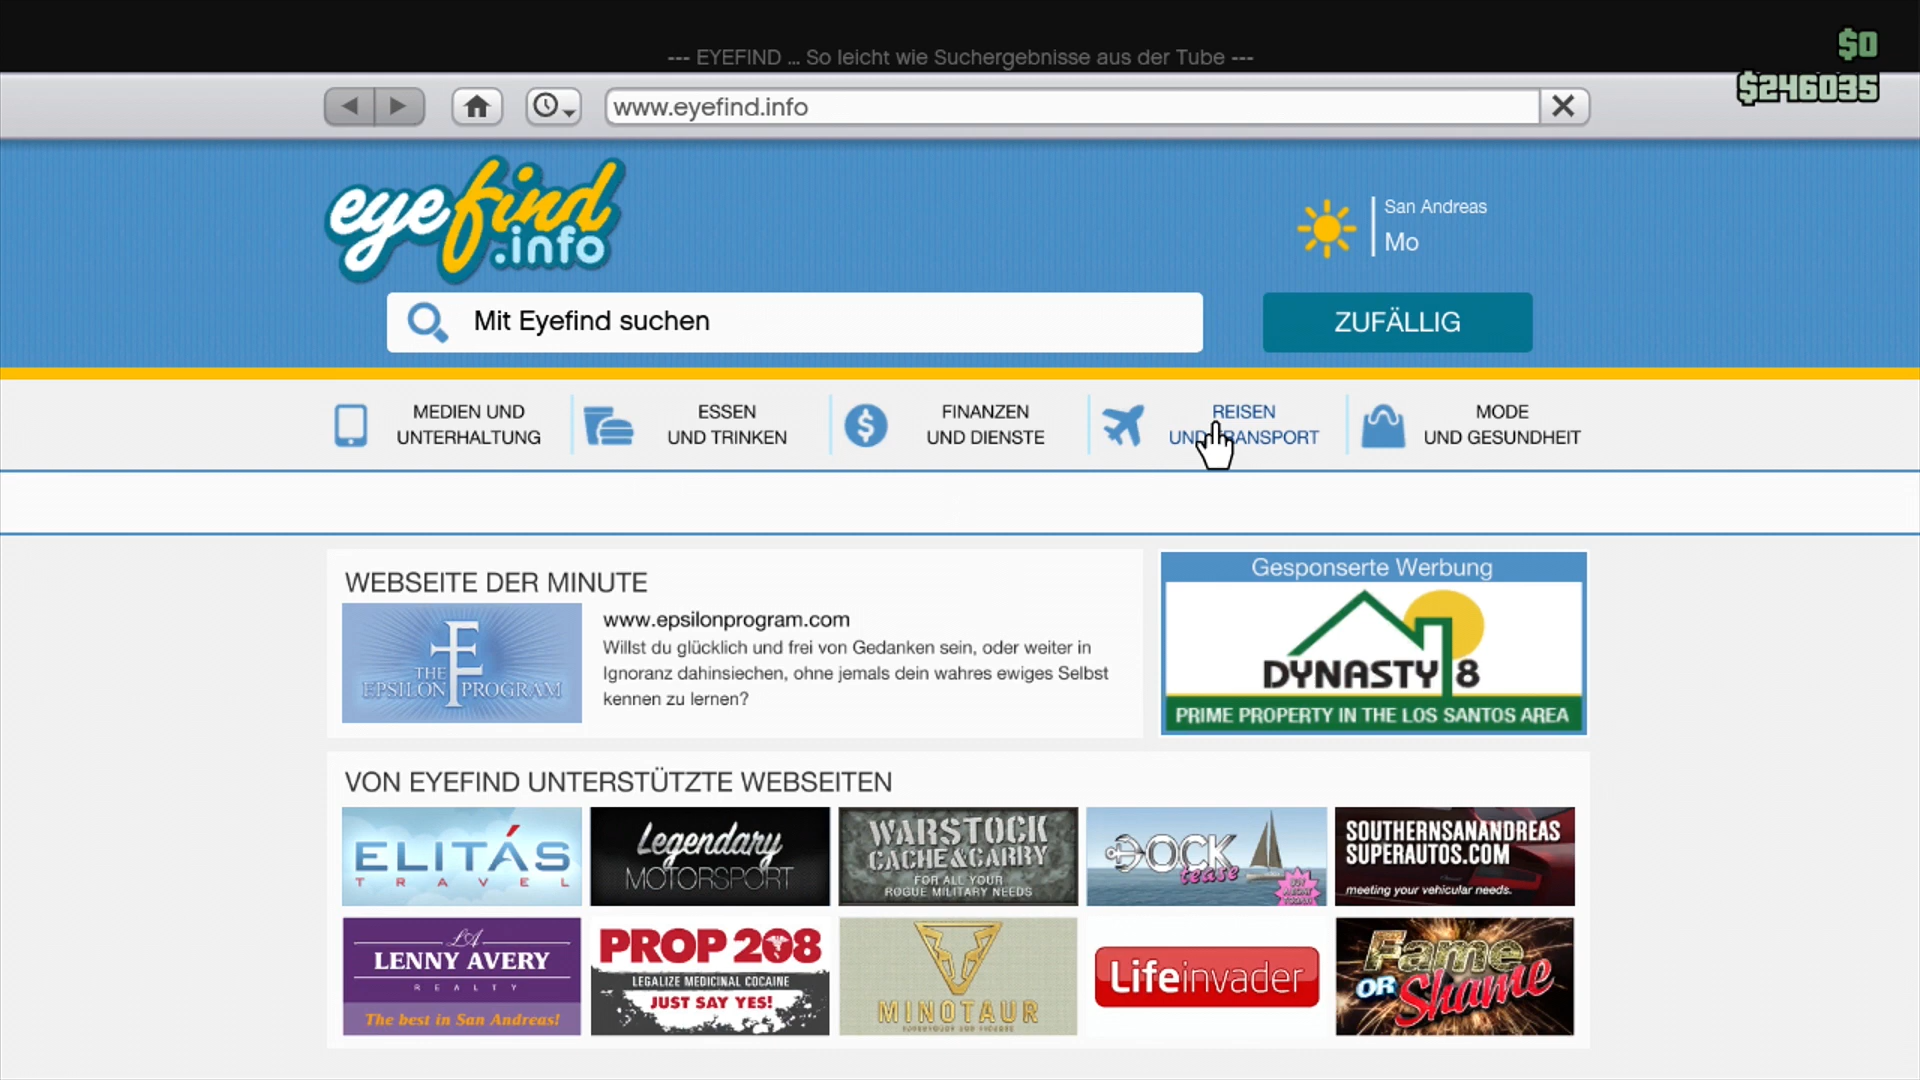 --- EYEFIND ... So leicht wie Suchergebnisse aus der Tube ---
$0
$246035
www.eyefind.info
eyefind
.info
San Andreas
Mo
Mit Eyefind suchen
ZUFÄLLIG
MEDIEN UND
UNTERHALTUNG
ESSEN
UND TRINKEN
FINANZEN
UND DIENSTE
REISEN
UND TRANSPORT
MODE
UND GESUNDHEIT
WEBSEITE DER MINUTE
THE
EPSILON PROGRAM
www.epsilonprogram.com
Willst du glücklich und frei von Gedanken sein, oder weiter in
Ignoranz dahinsiechen, ohne jemals dein wahres ewiges Selbst
kennen zu lernen?
Gesponserte Werbung
DYNASTY 8
PRIME PROPERTY IN THE LOS SANTOS AREA
VON EYEFIND UNTERSTÜTZTE WEBSEITEN
ELITÁS
TRAVEL
Legendary
MOTORSPORT
WARSTOCK
CACHE&CARRY
FOR ALL YOUR
ROGUE MILITARY NEEDS
DOCK
tease
SOUTHERNSANANDREAS
SUPERAUTOS.COM
meeting your vehicular needs.
LA
LENNY AVERY
REALTY
The best in San Andreas!
PROP 208
LEGALIZE MEDICINAL COCAINE
JUST SAY YES!
MINOTAUR
Lifeinvader
Fame
OR Shame